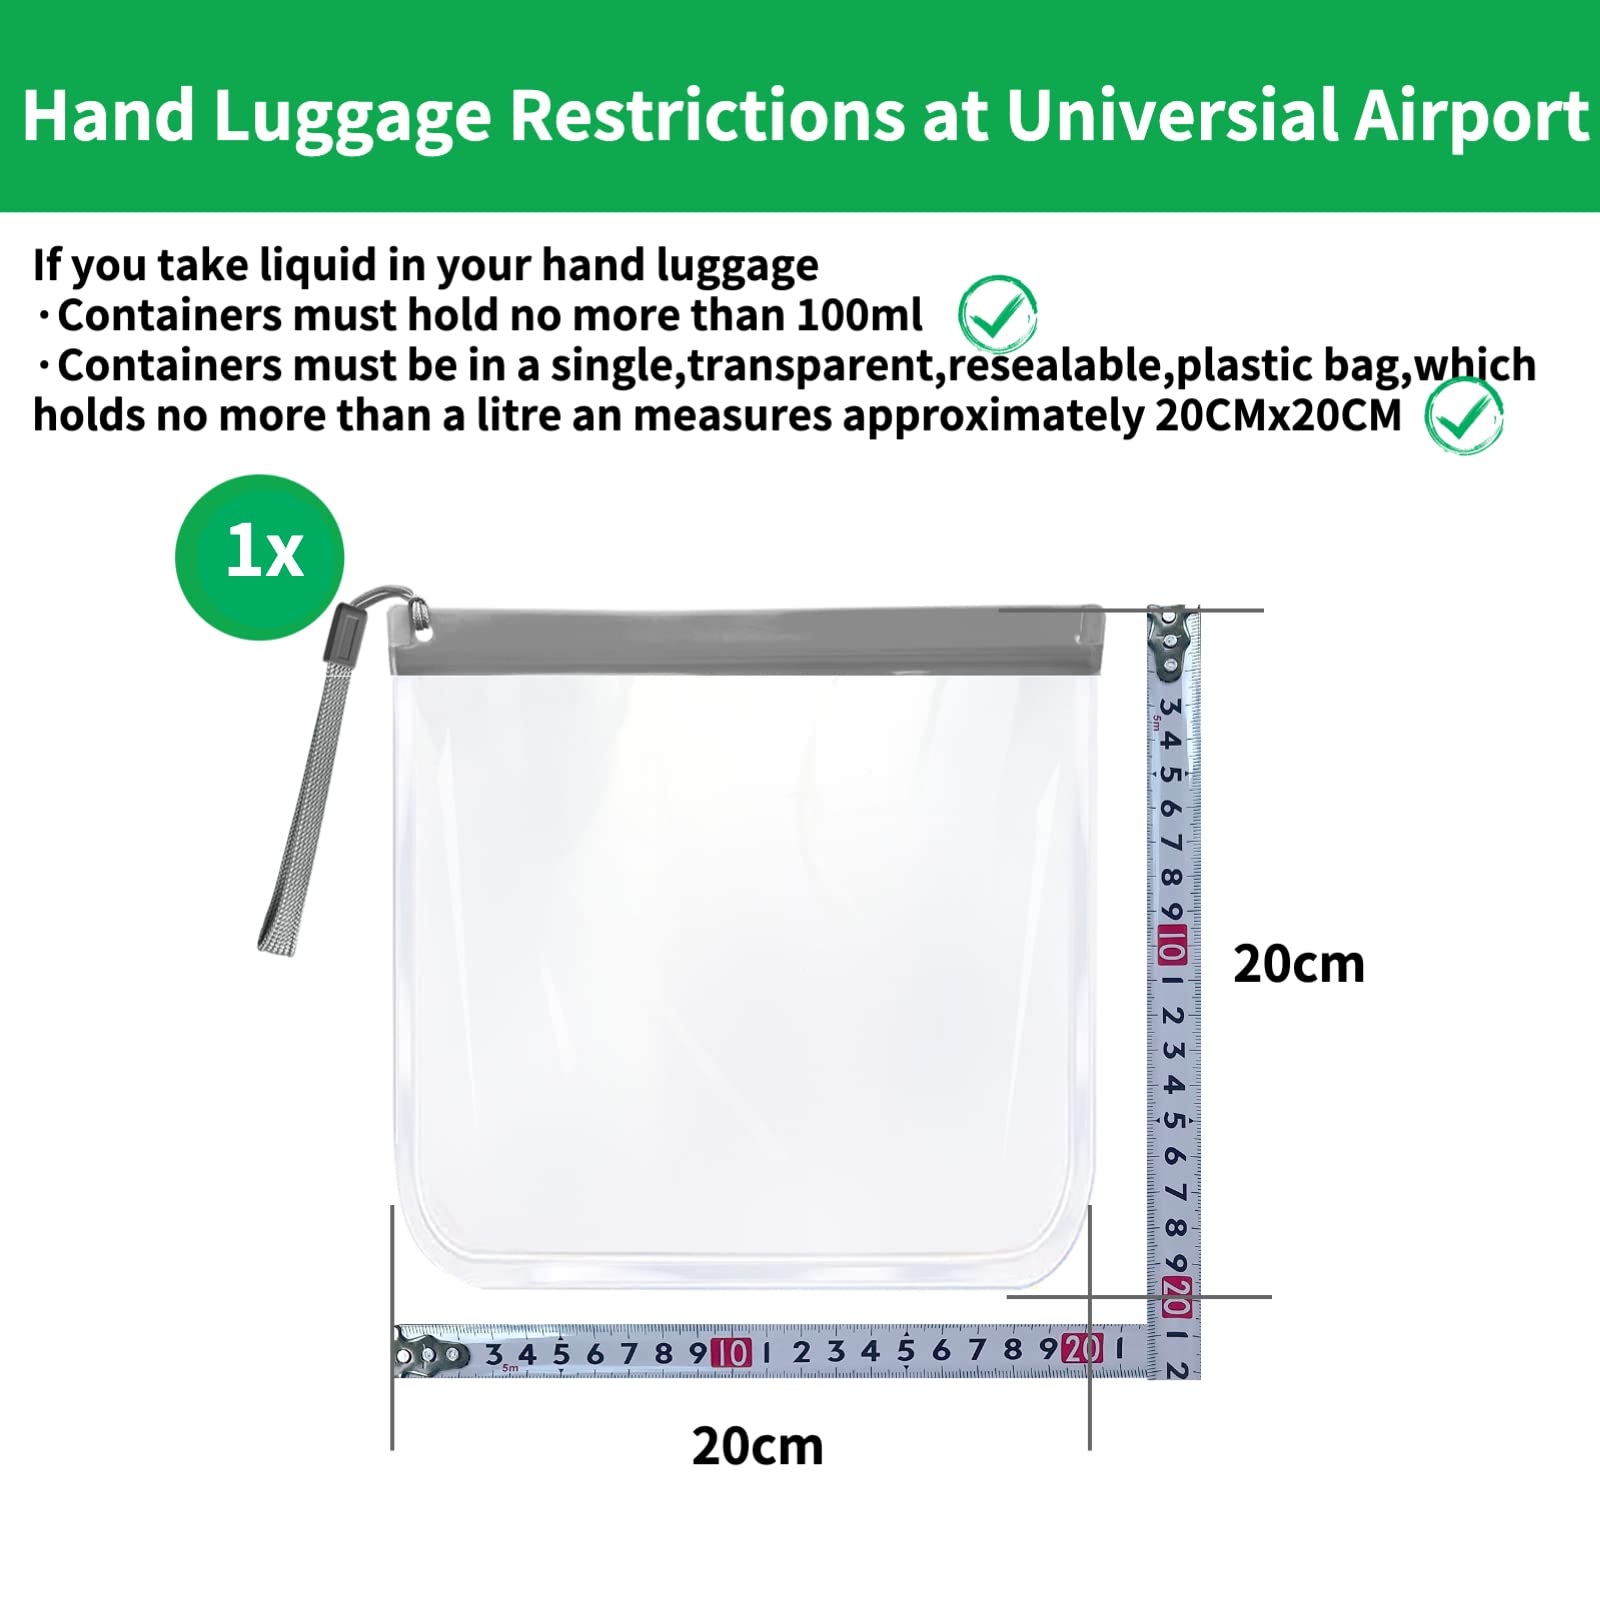 Hand Luggage Restrictions at Universial Airport
If you take liquid in your hand luggage
·Containers must hold no more than 100ml
·Containers must be in a single,transparent,resealable,plastic bag,which
holds no more than a litre an measures approximately 20CMx20CM
1x
3 4 5 6 7 8 9 10 1 2 3 4 5 6 7 8 9 20 1 2
5m
20cm
3 4 5 6 7 8 9 10 1 2 3 4 5 6 7 8 9 20 1
5m
20cm